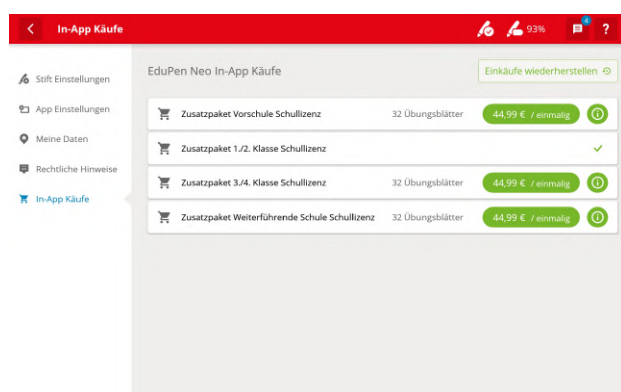 In-App Käufe
93%
4
?
Stift Einstellungen
App Einstellungen
Meine Daten
Rechtliche Hinweise
In-App Käufe
EduPen Neo In-App Käufe
Einkäufe wiederherstellen
Zusatzpaket Vorschule Schullizenz 32 Übungsblätter 44,99 € / einmalig
Zusatzpaket 1./2. Klasse Schullizenz
Zusatzpaket 3./4. Klasse Schullizenz 32 Übungsblätter 44,99 € / einmalig
Zusatzpaket Weiterführende Schule Schullizenz 32 Übungsblätter 44,99 € / einmalig